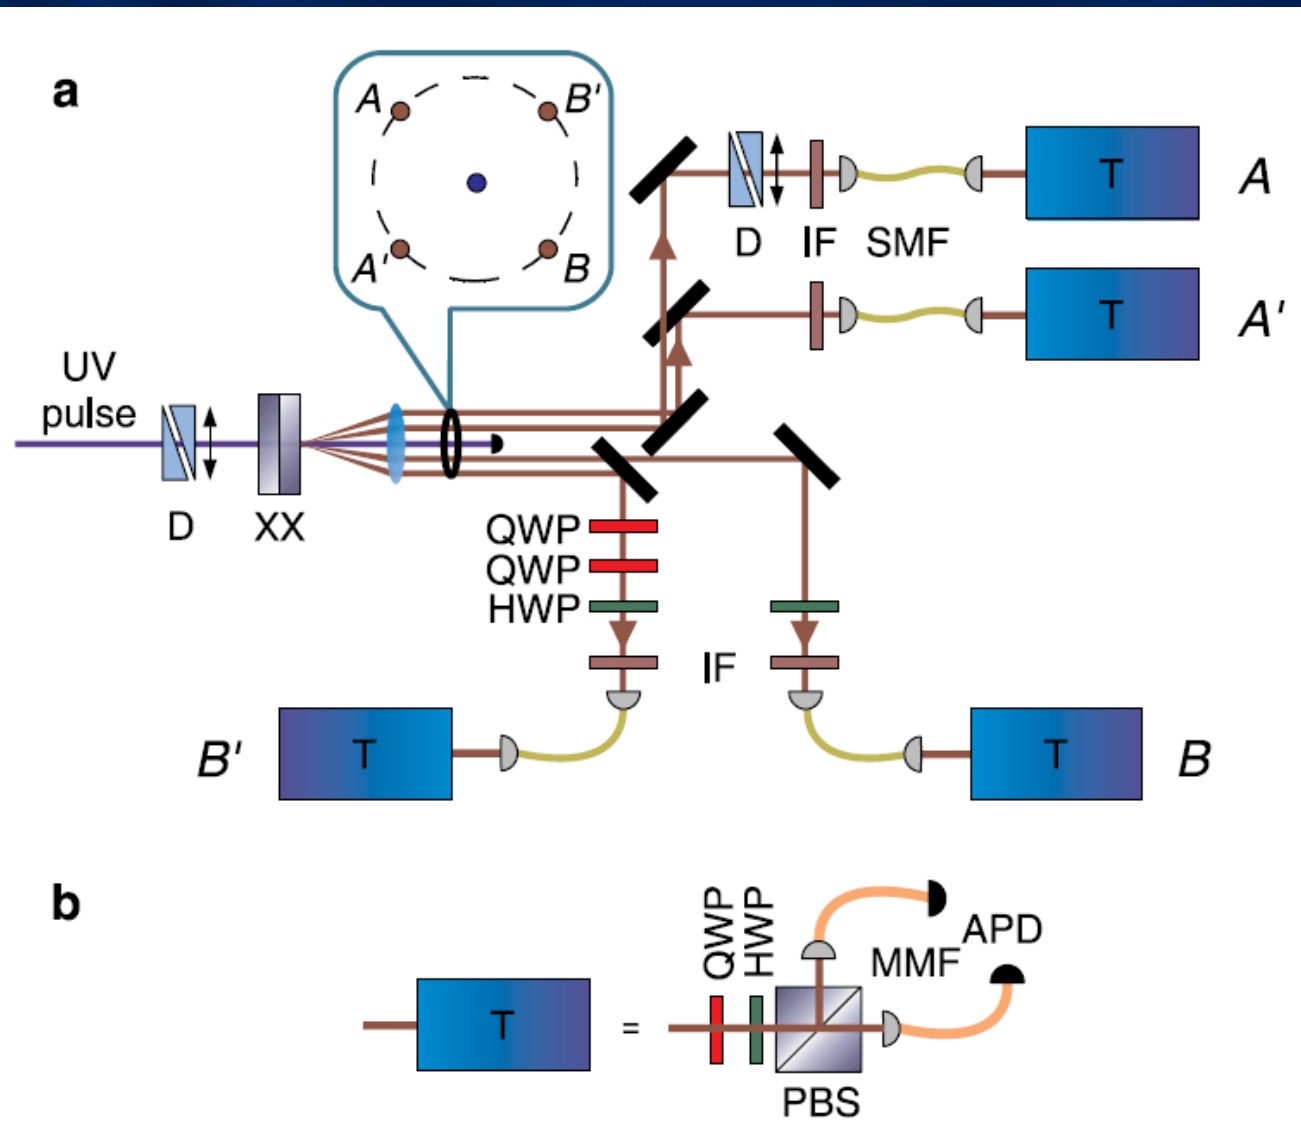 a
A B'
A' B
UV
pulse
D
XX
D
IF
SMF
T
A
T
A'
QWP
QWP
HWP
IF
B'
T
T
B
b
T
=
QWP
HWP
MMF
APD
PBS